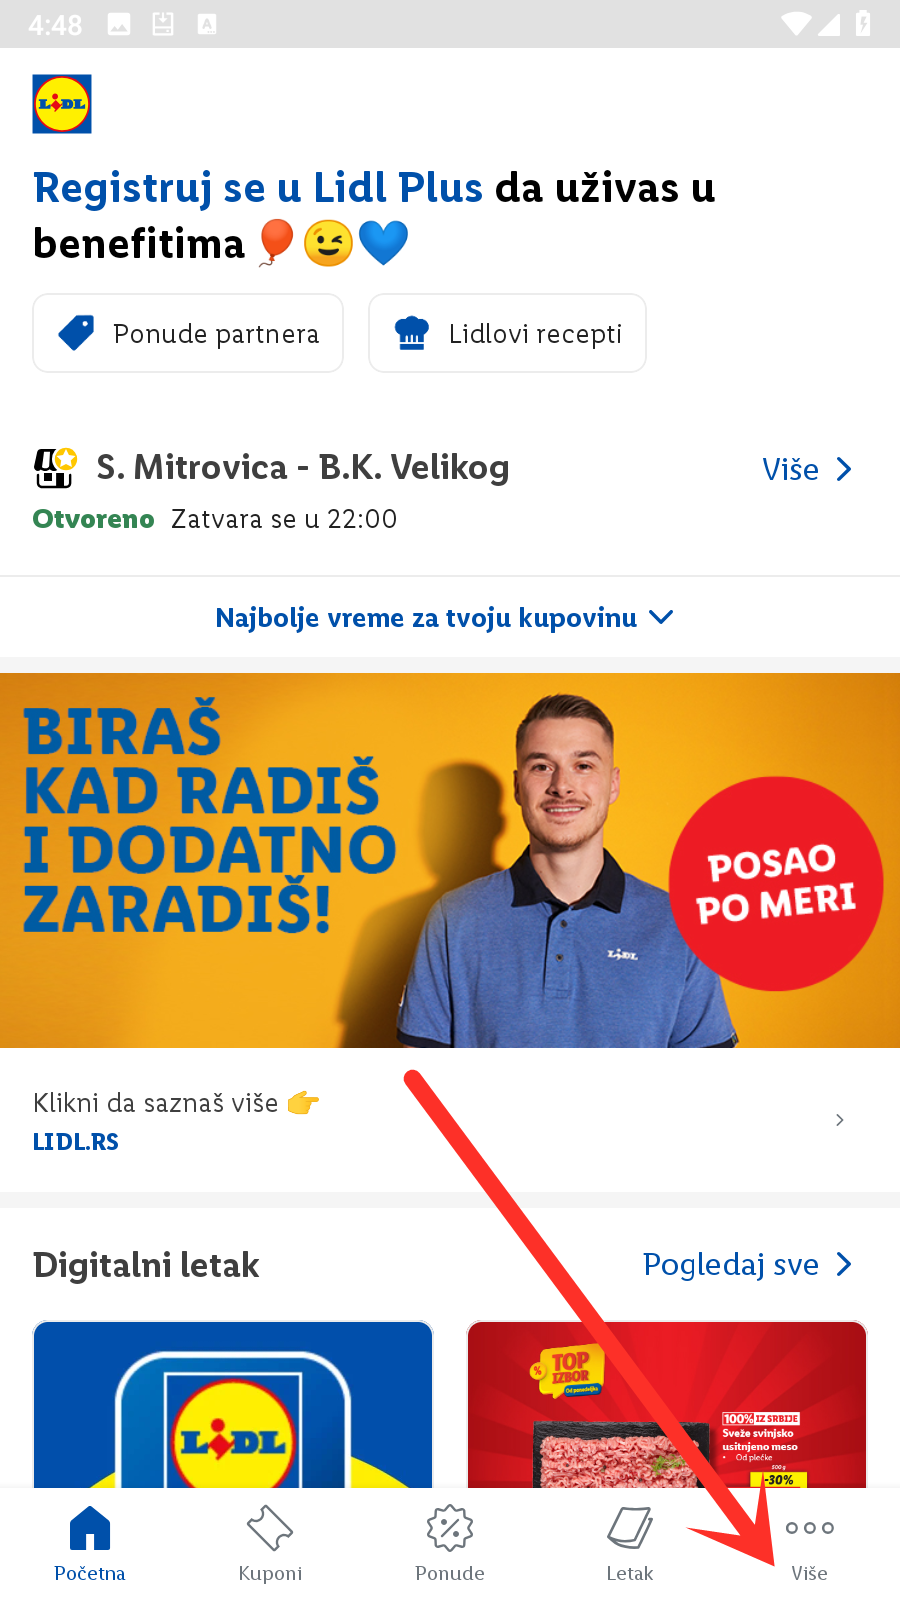 4:48
LIDL
Registruj se u Lidl Plus da uživas u
benefitima 🎈😉💙
Ponude partnera
Lidlovi recepti
S. Mitrovica - B.K. Velikog
Više
Otvoreno Zatvara se u 22:00
Najbolje vreme za tvoju kupovinu
BIRAŠ
KAD RADIŠ
I DODATNO
ZARADIŠ!
POSAO
PO MERI
LIDL
Klikni da saznaš više 👉
LIDL.RS
Digitalni letak
Pogledaj sve
LIDL
%
TOP
IZBOR
Od ponedeljka
100% IZ SRBIJE
Sveže svinjsko
usitnjeno meso
• Od plećke
500 g
-30%
Početna
Kuponi
Ponude
Letak
Više